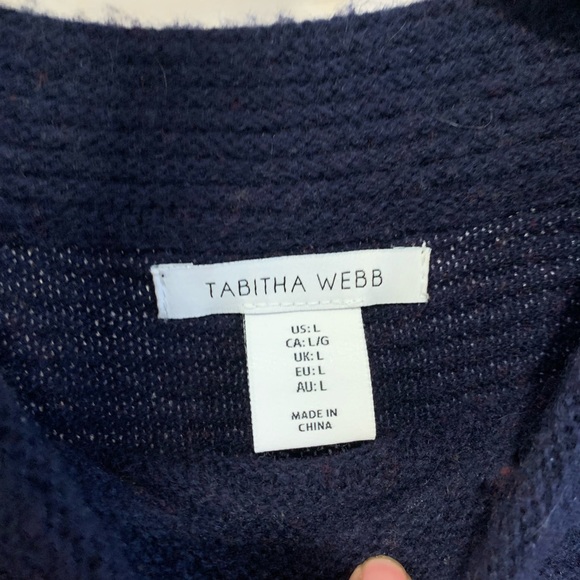 TABITHA WEBB
US: L
CA: L/G
UK: L
EU: L
AU: L
MADE IN
CHINA